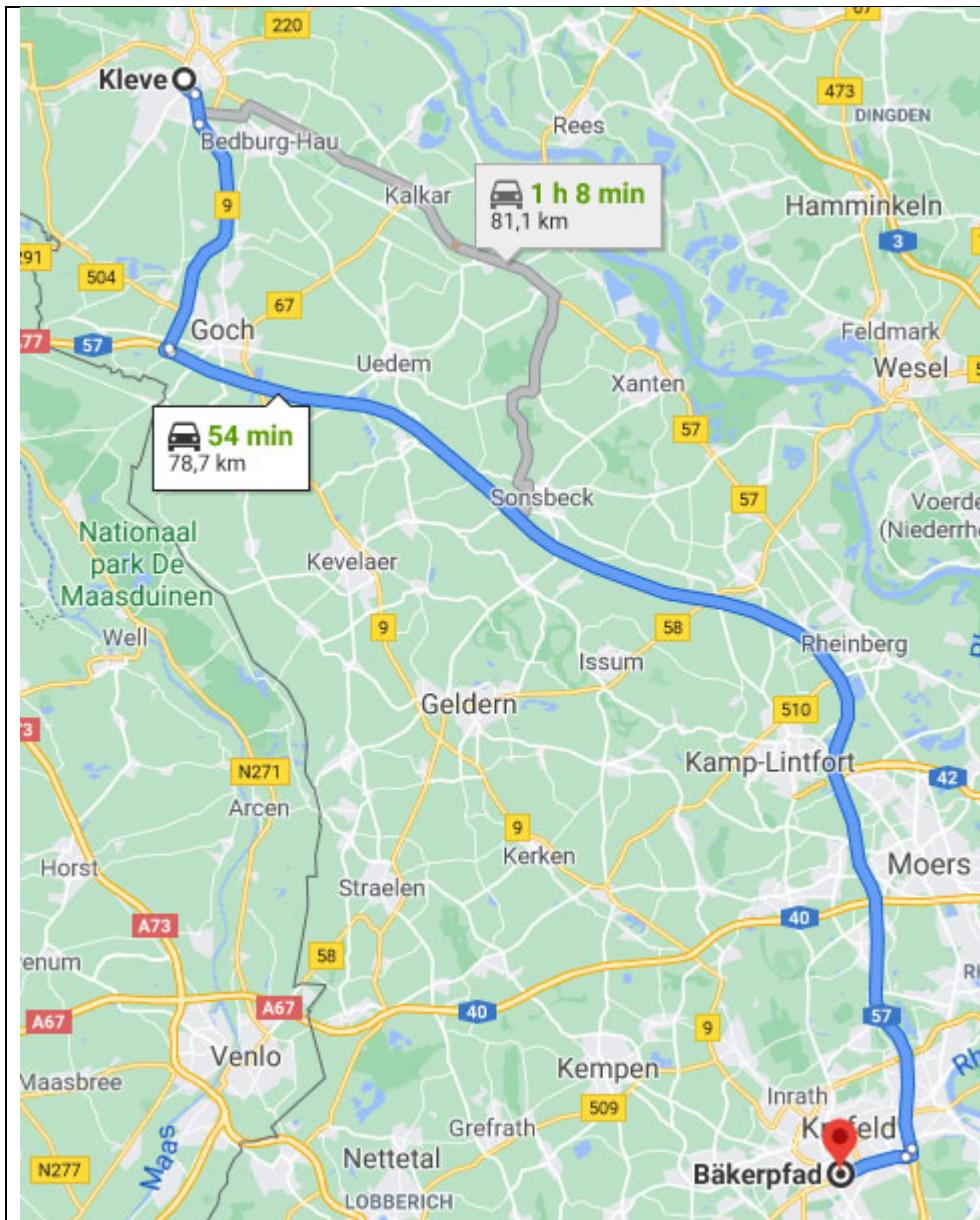 220
67
Kleve
473
DINGDEN
Rees
Bedburg-Hau
Kalkar
1 h 8 min
81,1 km
9
Hamminkeln
3
291
504
67
Goch
A77
57
Feldmark
Uedem
Wesel
Xanten
57
54 min
78,7 km
57
Sonsbeck
Nationaal
park De
Maasduinen
Kevelaer
9
58
Well
Rheinberg
Issum
Geldern
510
N271
Kamp-Lintfort
42
Arcen
9
Kerken
Moers
Horst
Straelen
A73
40
58
A67
A67
40
57
9
Venlo
Kempen
Maasbree
Inrath
509
Grefrath
Krefeld
Maas
Nettetal
Bäkerpfad
N277
LOBBERICH